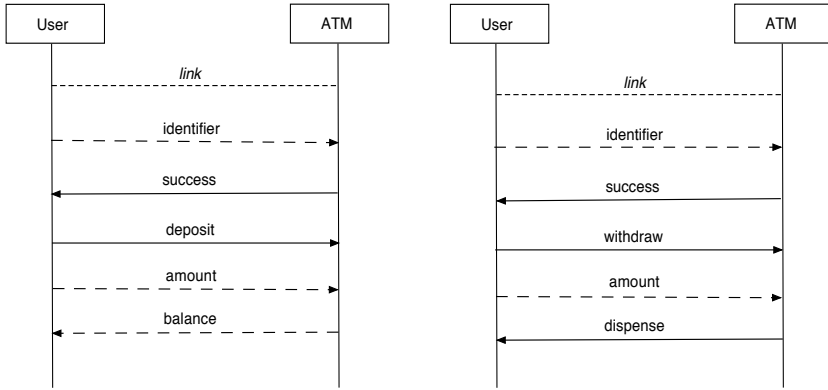 User
ATM
link
identifier
success
deposit
amount
balance
User
ATM
link
identifier
success
withdraw
amount
dispense